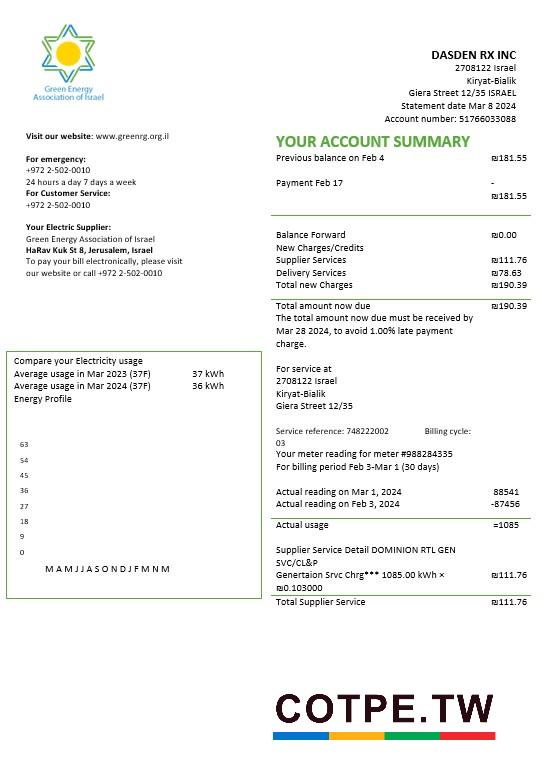 Green Energy
Association of Israel
DASDEN RX INC
2708122 Israel
Kiryat-Bialik
Giera Street 12/35 ISRAEL
Statement date Mar 8 2024
Account number: 51766033088
Visit our website: www.greenrg.org.il
For emergency:
+972 2-502-0010
24 hours a day 7 days a week
For Customer Service:
+972 2-502-0010
Your Electric Supplier:
Green Energy Association of Israel
HaRav Kuk St 8, Jerusalem, Israel
To pay your bill electronically, please visit
our website or call +972 2-502-0010
YOUR ACCOUNT SUMMARY
Previous balance on Feb 4 ₪181.55
Payment Feb 17 -
₪181.55
Balance Forward ₪0.00
New Charges/Credits
Supplier Services ₪111.76
Delivery Services ₪78.63
Total new Charges ₪190.39
Total amount now due ₪190.39
The total amount now due must be received by
Mar 28 2024, to avoid 1.00% late payment
charge.
For service at
2708122 Israel
Kiryat-Bialik
Giera Street 12/35
Service reference: 748222002 Billing cycle:
03
Your meter reading for meter #988284335
For billing period Feb 3-Mar 1 (30 days)
Actual reading on Mar 1, 2024 88541
Actual reading on Feb 3, 2024 -87456
Actual usage =1085
Supplier Service Detail DOMINION RTL GEN
SVC/CL&P
Genertaion Srvc Chrg*** 1085.00 kWh ×
₪0.103000 ₪111.76
Total Supplier Service ₪111.76
Compare your Electricity usage
Average usage in Mar 2023 (37F) 37 kWh
Average usage in Mar 2024 (37F) 36 kWh
Energy Profile
63
54
45
36
27
18
9
0
M A M J J A S O N D J F M N M
COTPE.TW